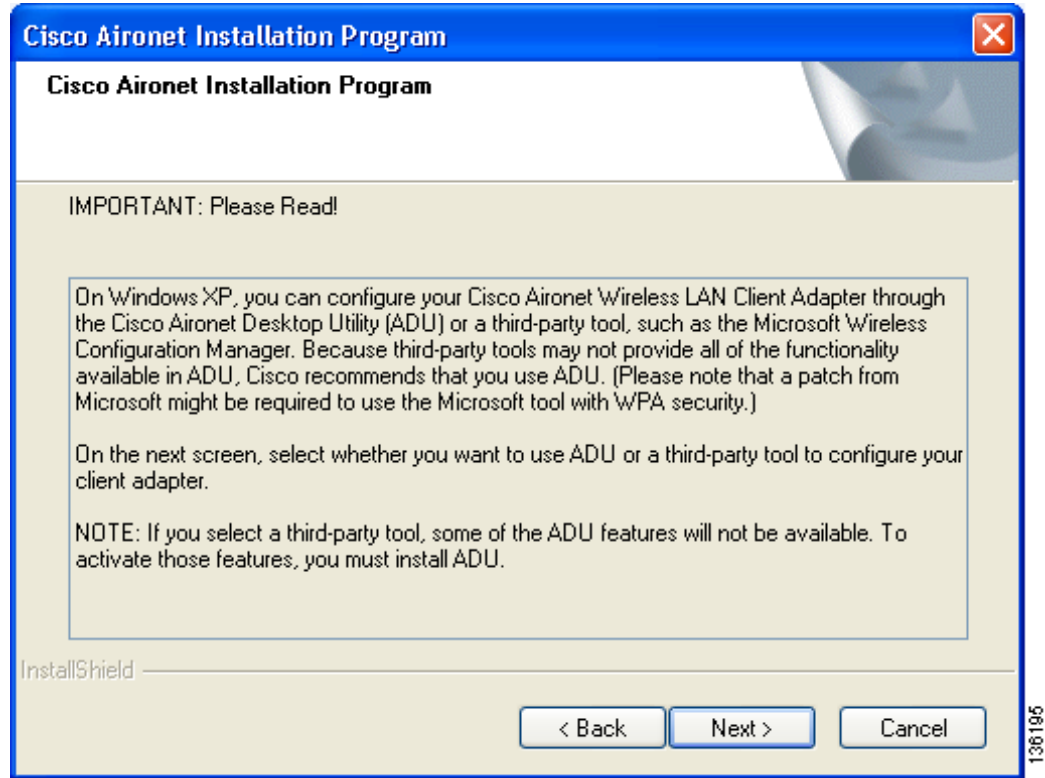 Cisco Aironet Installation Program
Cisco Aironet Installation Program
IMPORTANT: Please Read!
On Windows XP, you can configure your Cisco Aironet Wireless LAN Client Adapter through
the Cisco Aironet Desktop Utility (ADU) or a third-party tool, such as the Microsoft Wireless
Configuration Manager. Because third-party tools may not provide all of the functionality
available in ADU, Cisco recommends that you use ADU. (Please note that a patch from
Microsoft might be required to use the Microsoft tool with WPA security.)
On the next screen, select whether you want to use ADU or a third-party tool to configure your
client adapter.
NOTE: If you select a third-party tool, some of the ADU features will not be available. To
activate those features, you must install ADU.
InstallShield
< Back
Next >
Cancel
136195